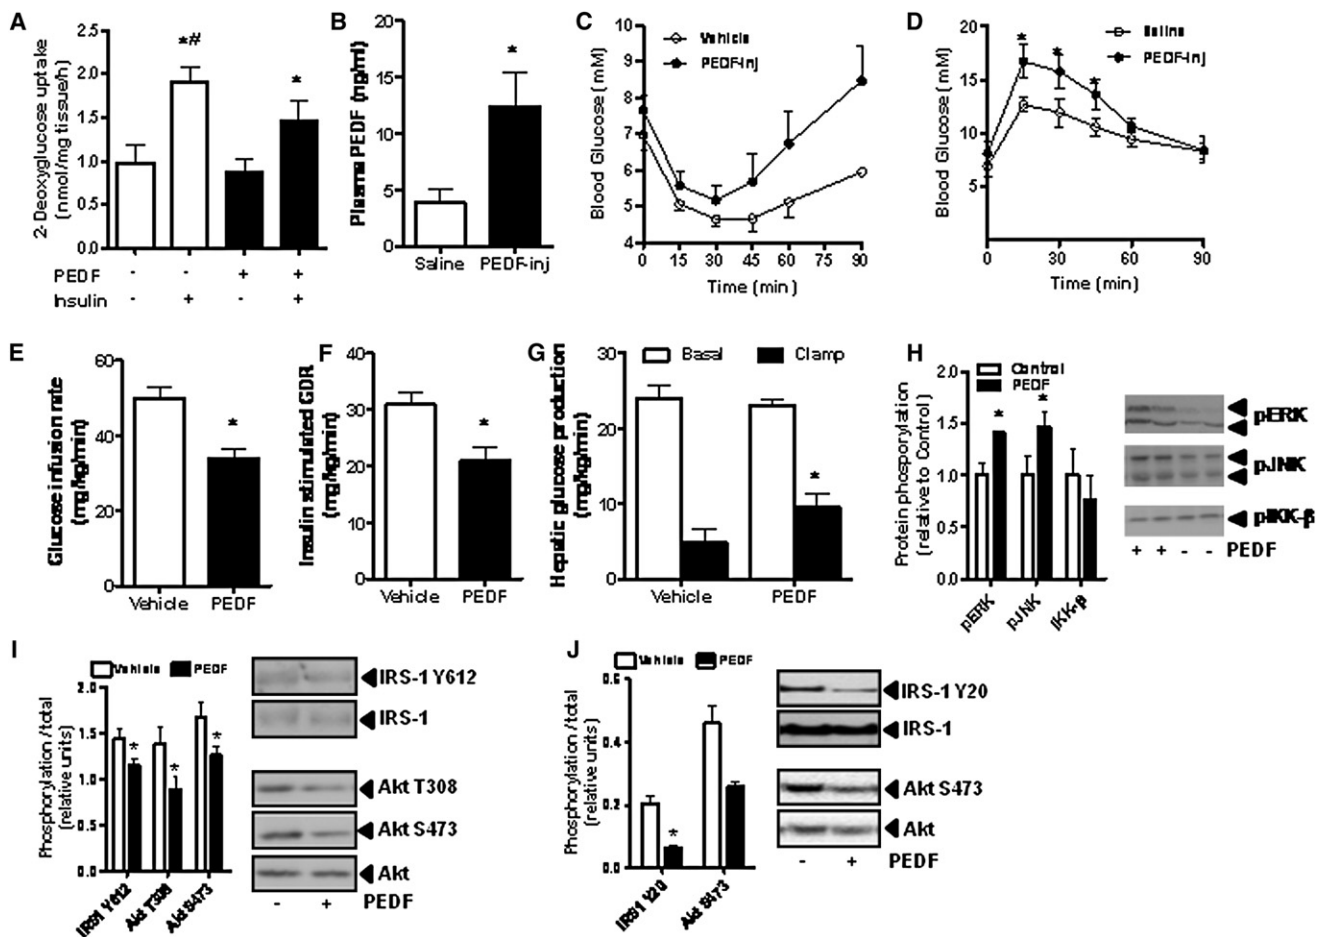 A
2-Deoxyglucose uptake
(nmol/ng tissue/h)
2.5
2.0
1.5
1.0
0.5
0.0
*#
*
PEDF - - + +
Insulin - + - +
B
Plasma PEDF (ng/ml)
20
15
10
5
0
*
Saline PEDF-inj
C
Blood Glucose (mM)
10
9
8
7
6
5
4
Vehicle
PEDF-inj
0 15 30 45 60 75 90
Time (min)
D
Blood Glucose (mM)
20
15
10
5
* * *
Saline
PEDF-inj
0 30 60 90
Time (min)
E
Glucose infusion rate
(mg/kg/min)
60
40
20
0
*
Vehicle PEDF
F
Insulin stimulated GDR
(mg/kg/min)
40
30
20
10
0
*
Vehicle PEDF
G
Hepatic glucose production
(mg/kg/min)
30
20
10
0
Basal Clamp
*
Vehicle PEDF
H
Protein phosporylation
(relative to Control)
2.0
1.5
1.0
0.5
0.0
Control
PEDF
* *
pERK pJNK IKK-β
pERK
pJNK
pIKK-β
+ + - - PEDF
I
Vehicle PEDF
Phosphorylation/total
(relative units)
2.0
1.5
1.0
0.5
0.0
* * *
IRS1 Y612 Akt T308 Akt S473
IRS-1 Y612
IRS-1
Akt T308
Akt S473
Akt
- + PEDF
J
Vehicle PEDF
Phosphorylation/total
(relative units)
0.6
0.4
0.2
0.0
*
IRS1 Y20 Akt S473
IRS-1 Y20
IRS-1
Akt S473
Akt
- + PEDF